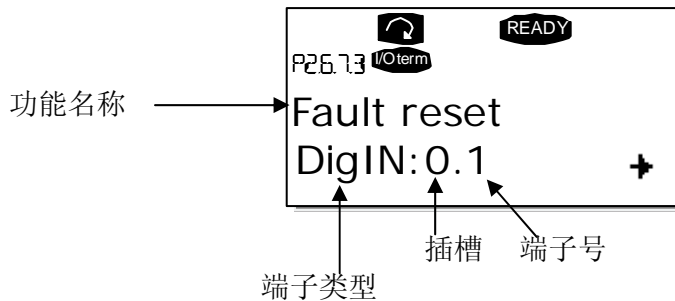 READY
P2.6.7.3 I/Oterm
功能名称
Fault reset
DigIN:0.1
插槽 端子号
端子类型